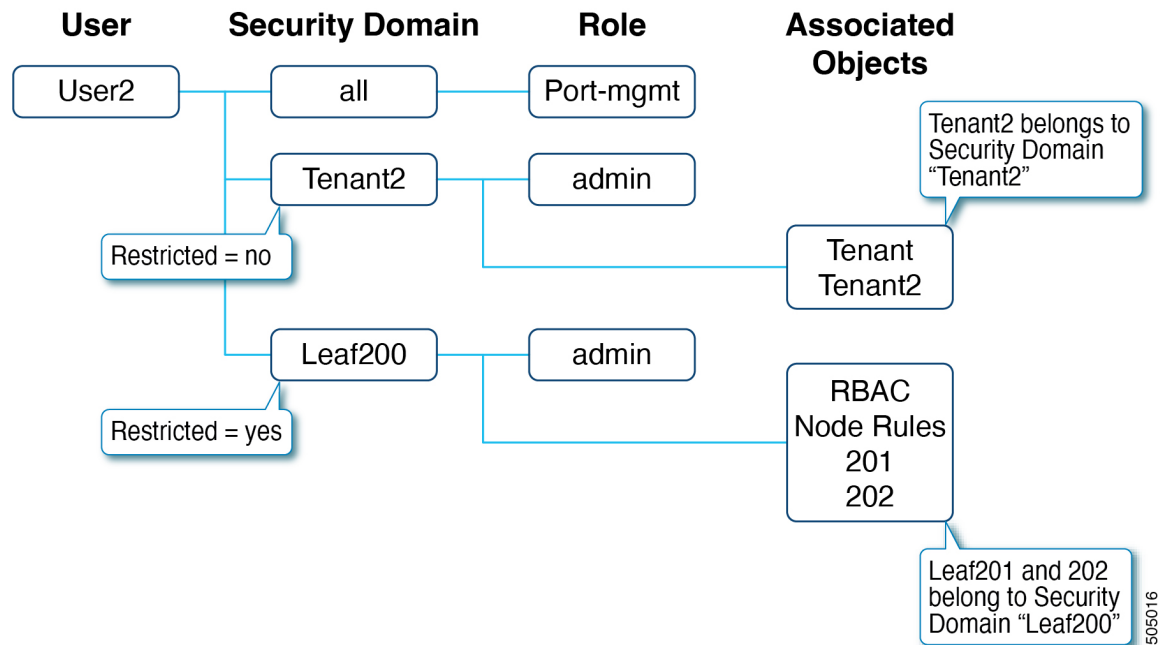 User
Security Domain
Role
Associated
Objects
User2
all
Port-mgmt
Tenant2 belongs to
Security Domain
“Tenant2”
Tenant2
admin
Restricted = no
Tenant
Tenant2
Leaf200
admin
Restricted = yes
RBAC
Node Rules
201
202
Leaf201 and 202
belong to Security
Domain “Leaf200”
505016